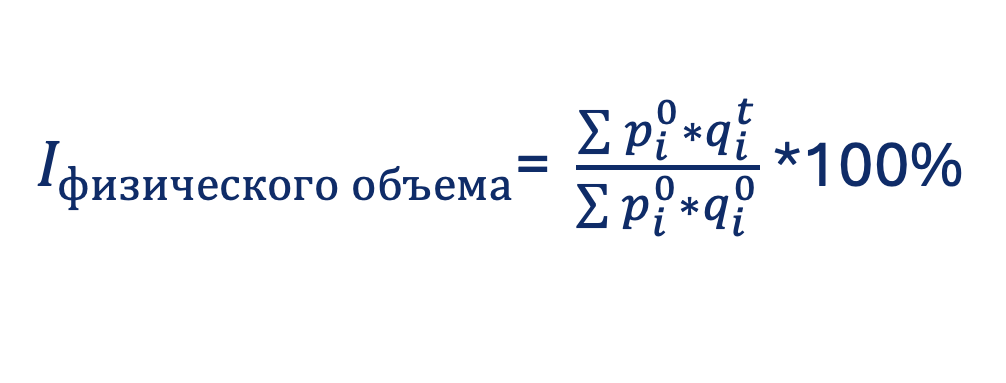 I физического объема = ∑ p_i^0 * q_i^t / ∑ p_i^0 * q_i^0 *100%